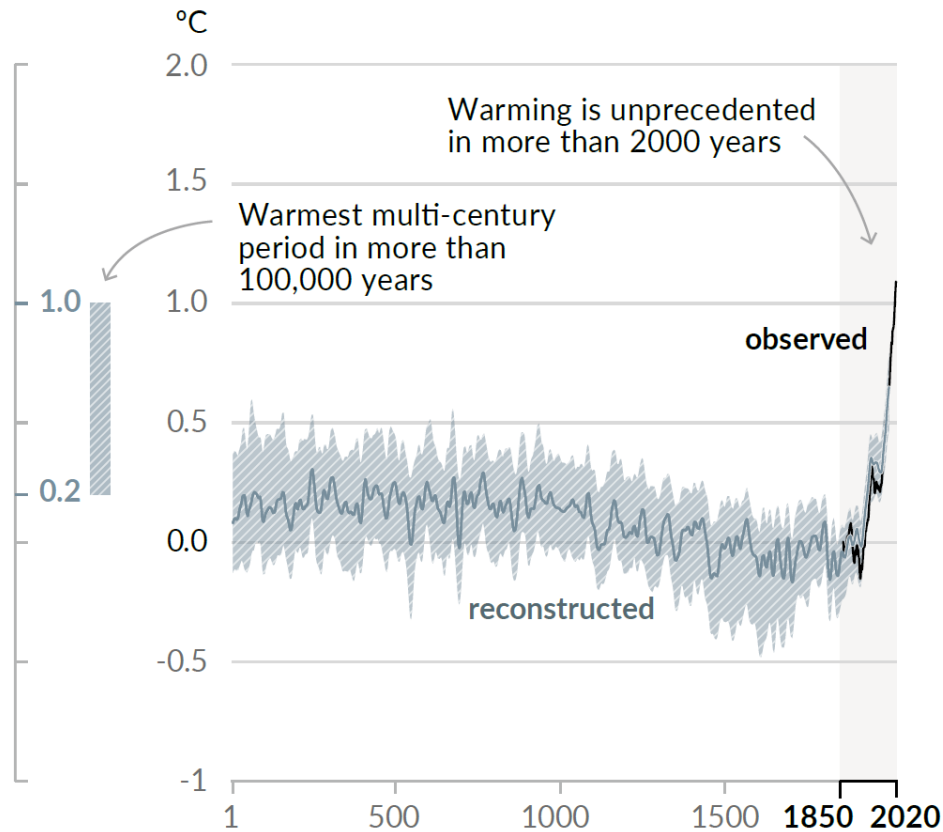 °C
2.0
Warming is unprecedented
in more than 2000 years
1.5
Warmest multi-century
period in more than
100,000 years
1.0
1.0
observed
0.5
0.2
0.0
reconstructed
-0.5
-1
1 500 1000 1500 1850 2020